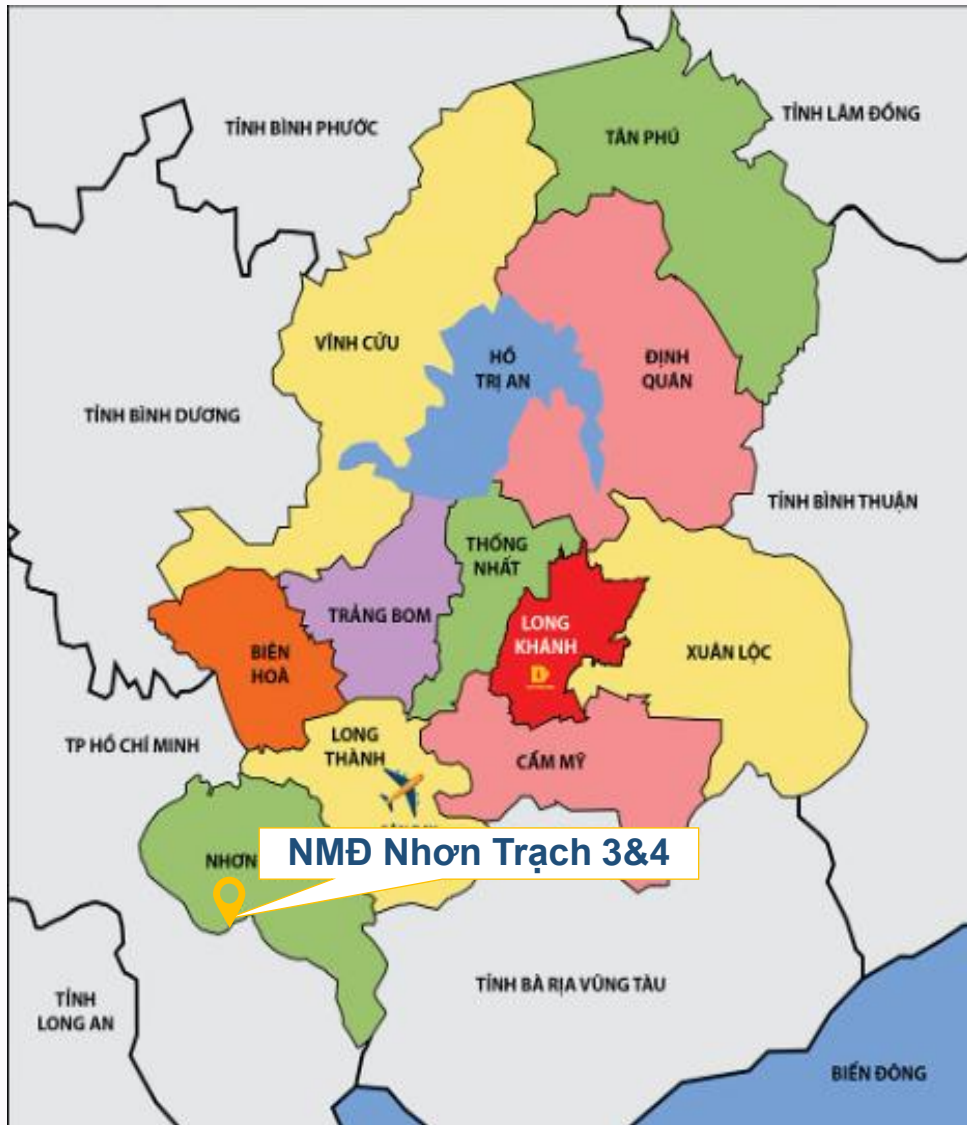 TỈNH BÌNH PHƯỚC
TỈNH LÂM ĐỒNG
TÂN PHÚ
VĨNH CỬU
HỒ
TRỊ AN
ĐỊNH
QUÁN
TỈNH BÌNH DƯƠNG
TỈNH BÌNH THUẬN
THỐNG
NHẤT
TRẢNG BOM
LONG
KHÁNH
D
XUÂN LỘC
BIÊN
HOÀ
TP HỒ CHÍ MINH
LONG
THÀNH
CẨM MỸ
NHƠN
NMĐ Nhơn Trạch 3&4
TỈNH
LONG AN
TỈNH BÀ RỊA VŨNG TÀU
BIỂN ĐÔNG